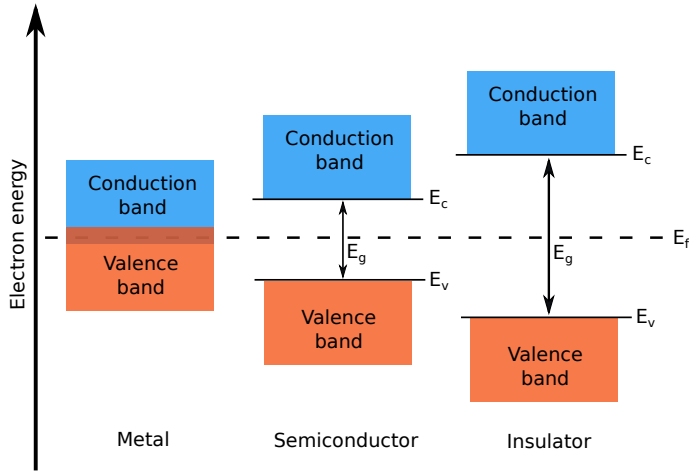 Electron energy
Conduction
band
Valence
band
Metal
Conduction
band
E_c
E_g
E_v
Valence
band
Semiconductor
Conduction
band
E_c
E_f
E_g
E_v
Valence
band
Insulator